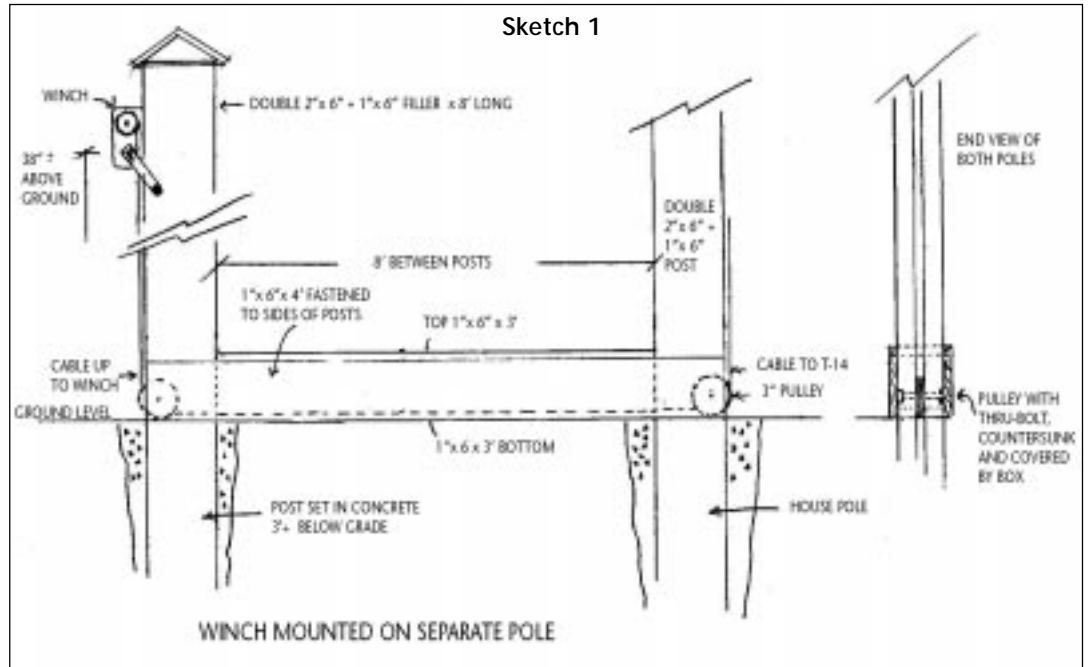 Sketch 1
WINCH
DOUBLE 2"x 6" + 1"x 6" FILLER x 8' LONG
38" ±
ABOVE
GROUND
END VIEW OF
BOTH POLES
DOUBLE
2"x 6" +
1"x 6"
POST
8' BETWEEN POSTS
1"x 6"x 4' FASTENED
TO SIDES OF POSTS
TOP 1"x 6" x 3'
CABLE UP
TO WINCH
GROUND LEVEL
CABLE TO T-14
3" PULLEY
PULLEY WITH
THRU-BOLT,
COUNTERSUNK
AND COVERED
BY BOX
1"x 6 x 3' BOTTOM
POST SET IN CONCRETE
3'+ BELOW GRADE
HOUSE POLE
WINCH MOUNTED ON SEPARATE POLE